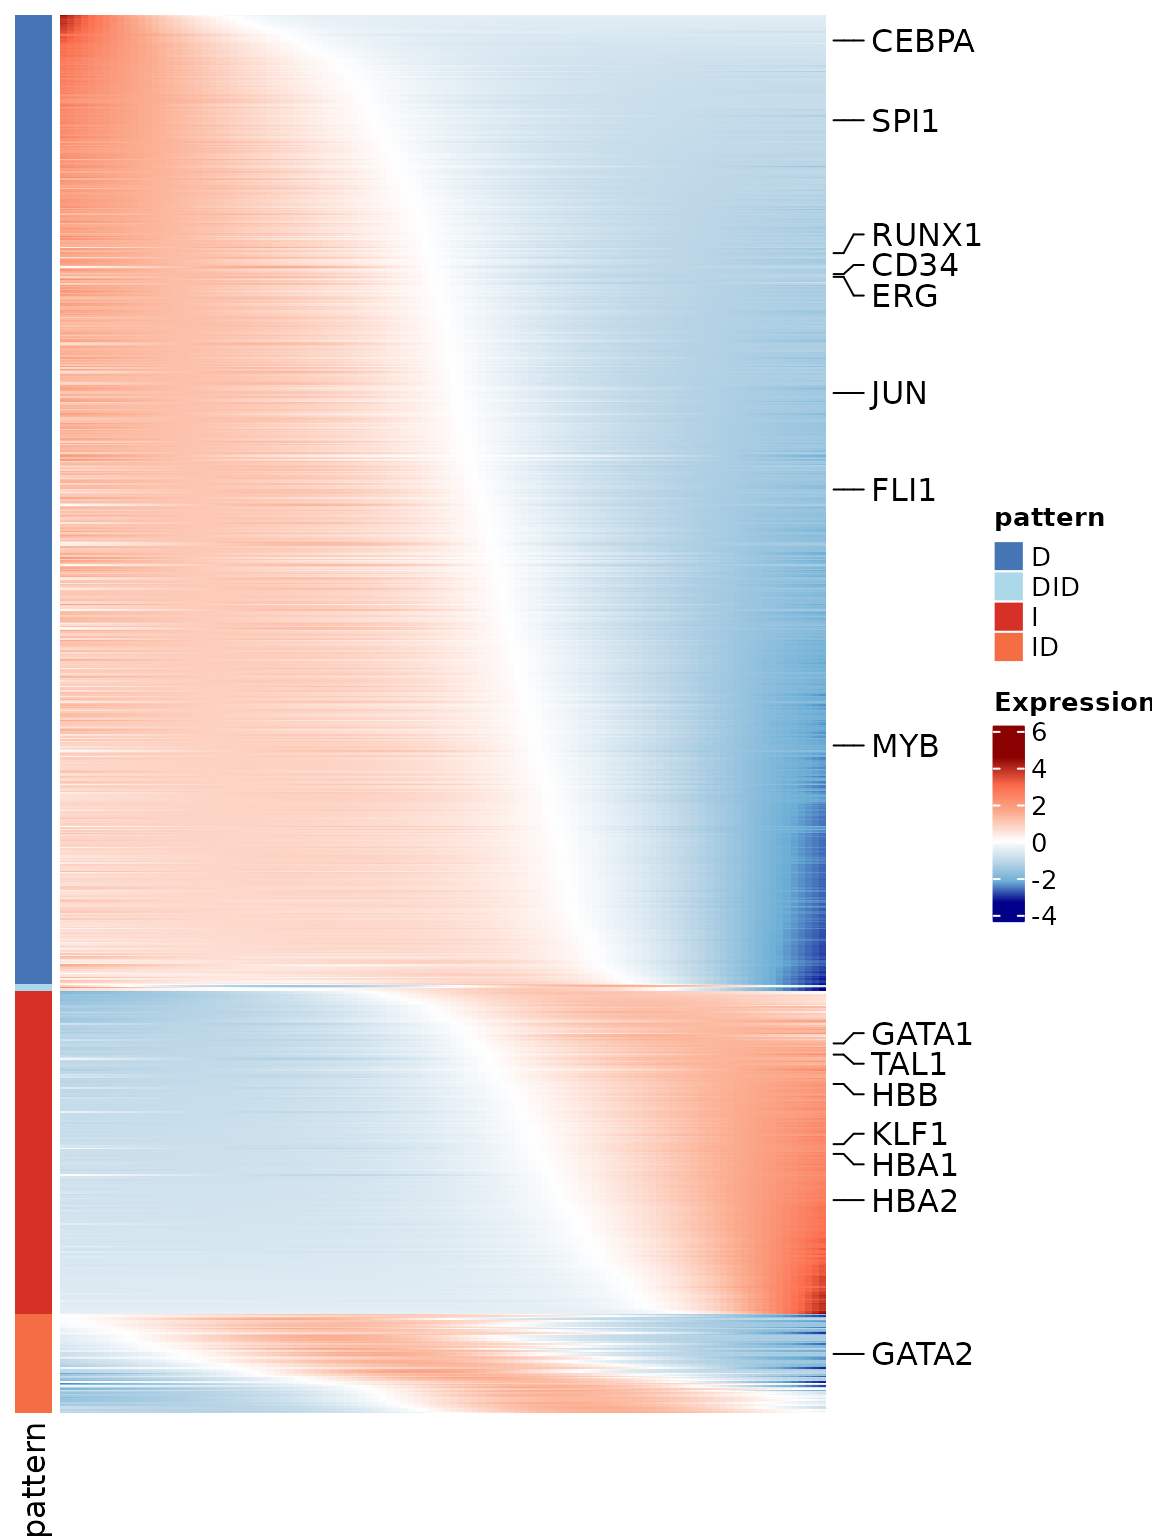 CEBPA
SPI1
RUNX1
CD34
ERG
JUN
FLI1
MYB
GATA1
TAL1
HBB
KLF1
HBA1
HBA2
GATA2
pattern
D
DID
I
ID
Expression
6
4
2
0
-2
-4
pattern